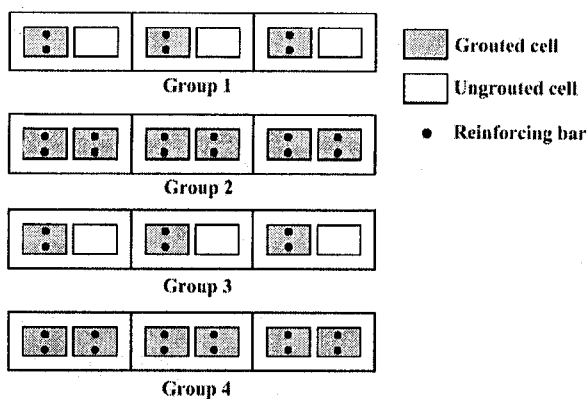 Group 1
Group 2
Group 3
Group 4
Grouted cell
Ungrouted cell
Reinforcing bar